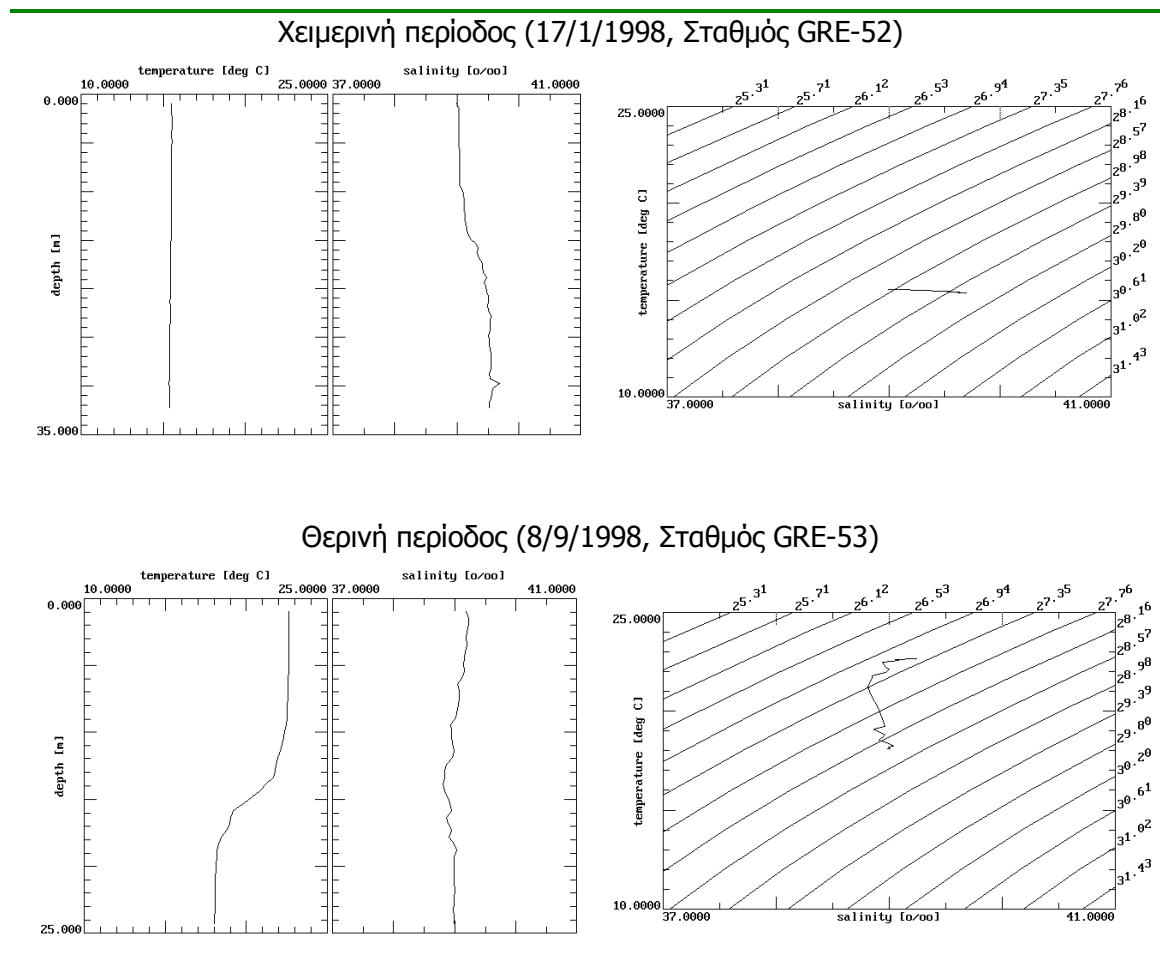 Χειμερινή περίοδος (17/1/1998, Σταθμός GRE-52)
temperature [deg C] salinity [o/oo]
10.0000 25.0000 37.0000 41.0000
0.000
depth [m]
35.000
25.31 25.71 26.12 26.53 26.94 27.35 27.76
25.0000
28.16
28.57
28.98
29.39
29.80
30.20
30.61
31.02
31.43
temperature [deg C]
10.0000
37.0000 salinity [o/oo] 41.0000
Θερινή περίοδος (8/9/1998, Σταθμός GRE-53)
temperature [deg C] salinity [o/oo]
10.0000 25.0000 37.0000 41.0000
0.000
depth [m]
25.000
25.31 25.71 26.12 26.53 26.94 27.35 27.76
25.0000
28.16
28.57
28.98
29.39
29.80
30.20
30.61
31.02
31.43
temperature [deg C]
10.0000
37.0000 salinity [o/oo] 41.0000